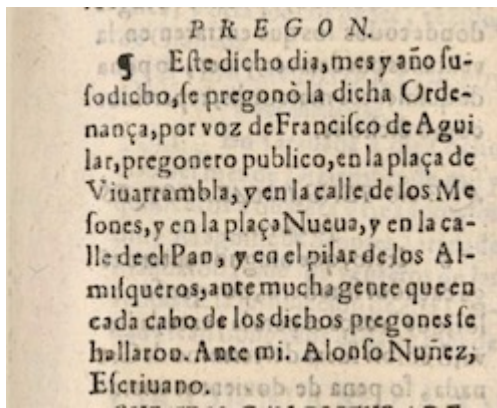 PREGON.
¶ Este dicho dia, mes y año ſu-
ſodicho, ſe pregonò la dicha Orde-
nança, por voz de Franciſco de Agui
lar, pregonero publico, en la plaça de
Viuarrambla, y en la calle de los Me
ſones, y en la plaça Nueua, y en la ca-
lle de el Pan, y en el pilar de los Al-
miſqueros, ante mucha gente que en
cada cabo de los dichos pregones ſe
hallaron. Ante mi. Alonſo Nuñez,
Eſcriuano.